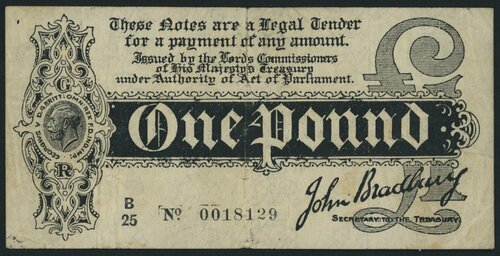 These Notes are a Legal Tender
for a payment of any amount.
Issued by the Lords Commissioners
of His Majesty's Treasury
under Authority of Act of Parliament.
£
G
R
One Pound
£1
B
25
Nº 0018129
John Bradbury
SECRETARY TO THE TREASURY.